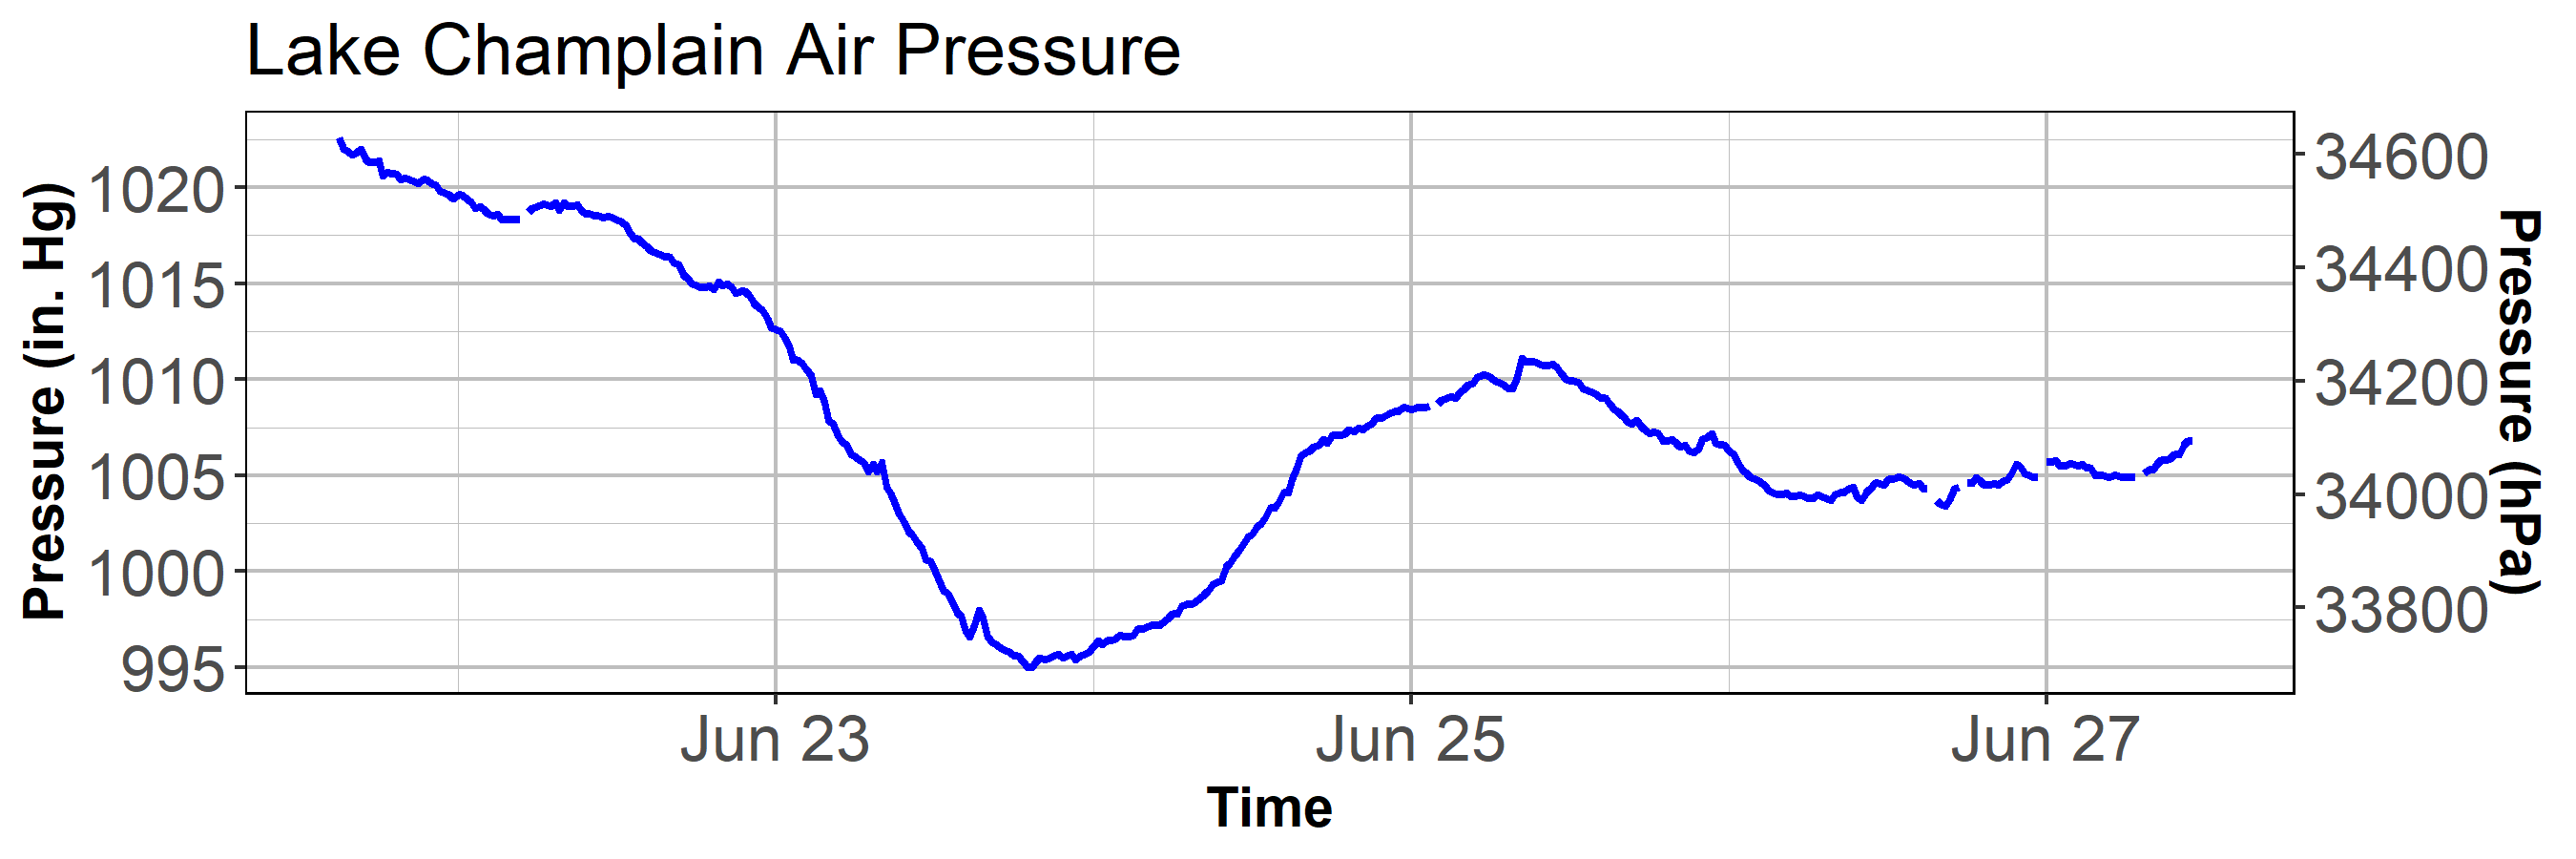 Lake Champlain Air Pressure
Pressure (in. Hg)
1020
1015
1010
1005
1000
995
34600
34400
34200
34000
33800
Pressure (hPa)
Jun 23
Jun 25
Jun 27
Time